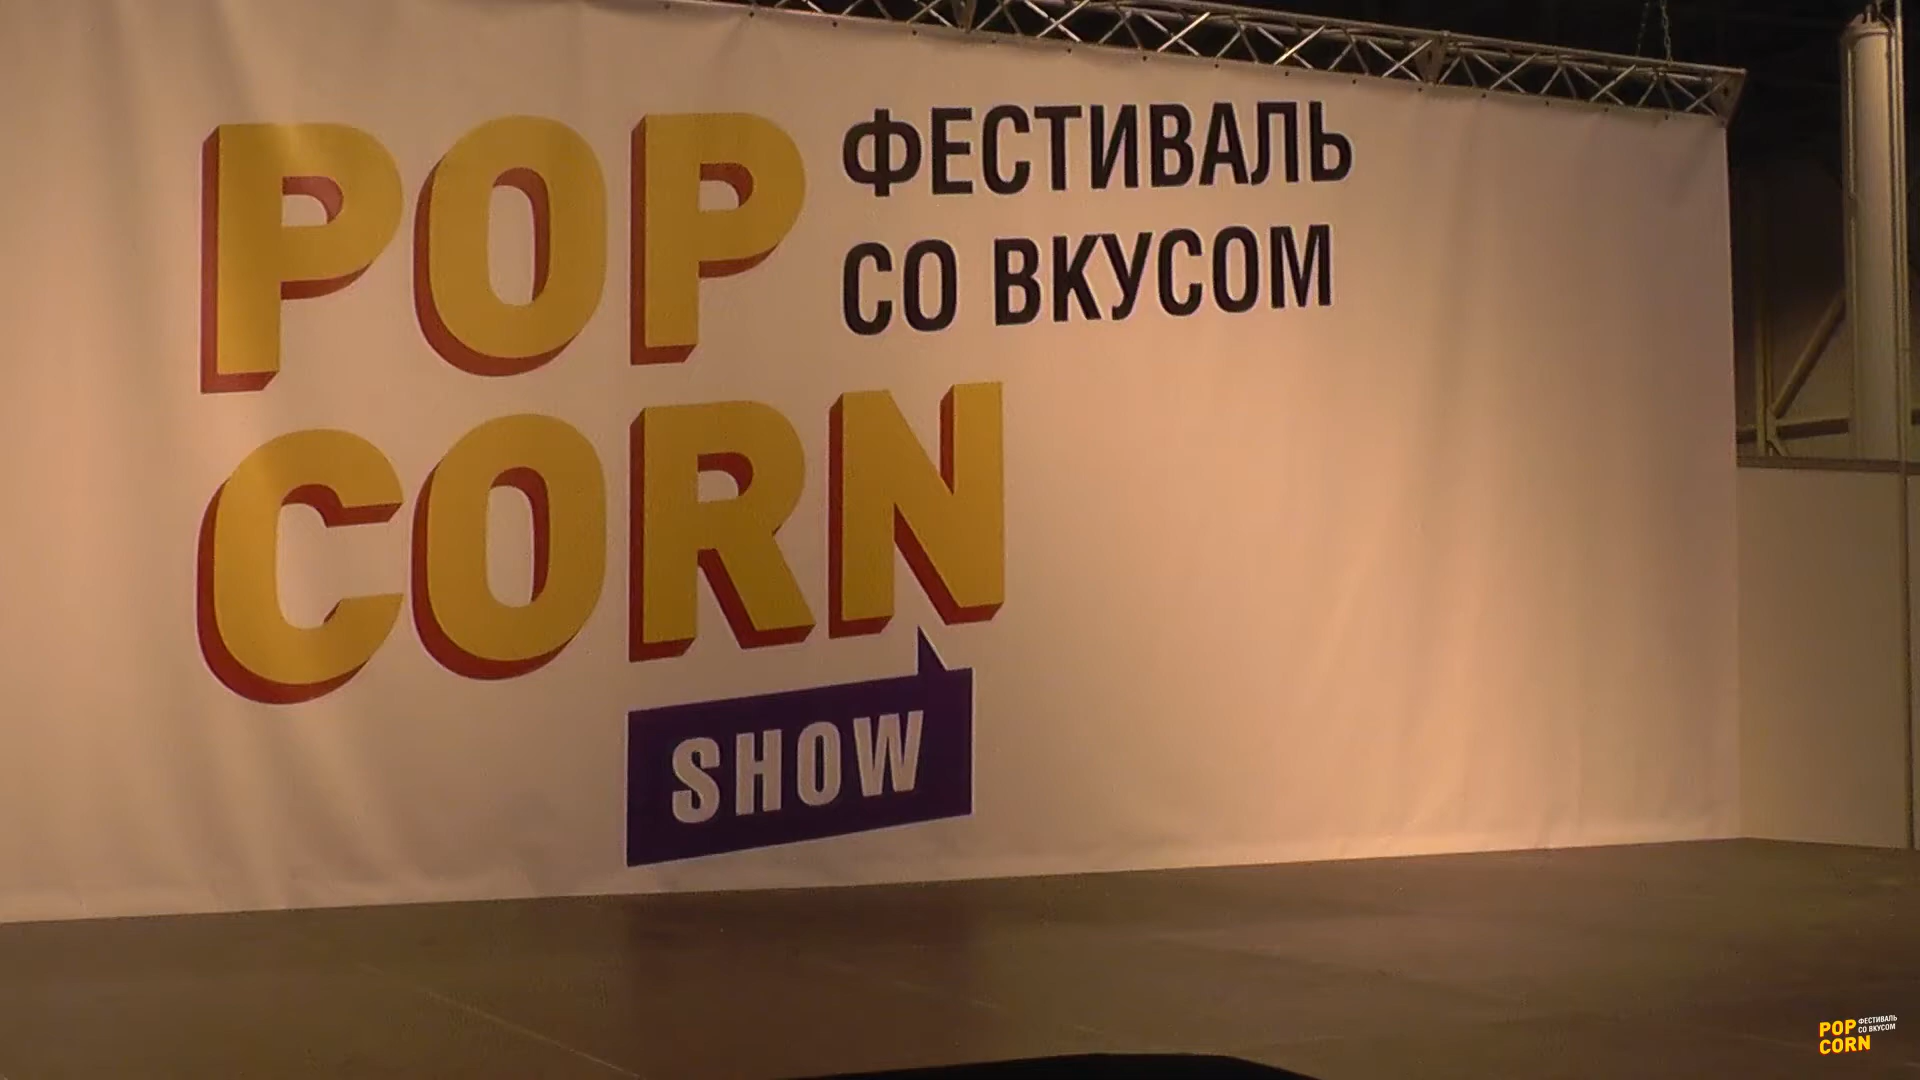 POP
CORN
ФЕСТИВАЛЬ
СО ВКУСОМ
SHOW
POP
CORN
ФЕСТИВАЛЬ
СО ВКУСОМ